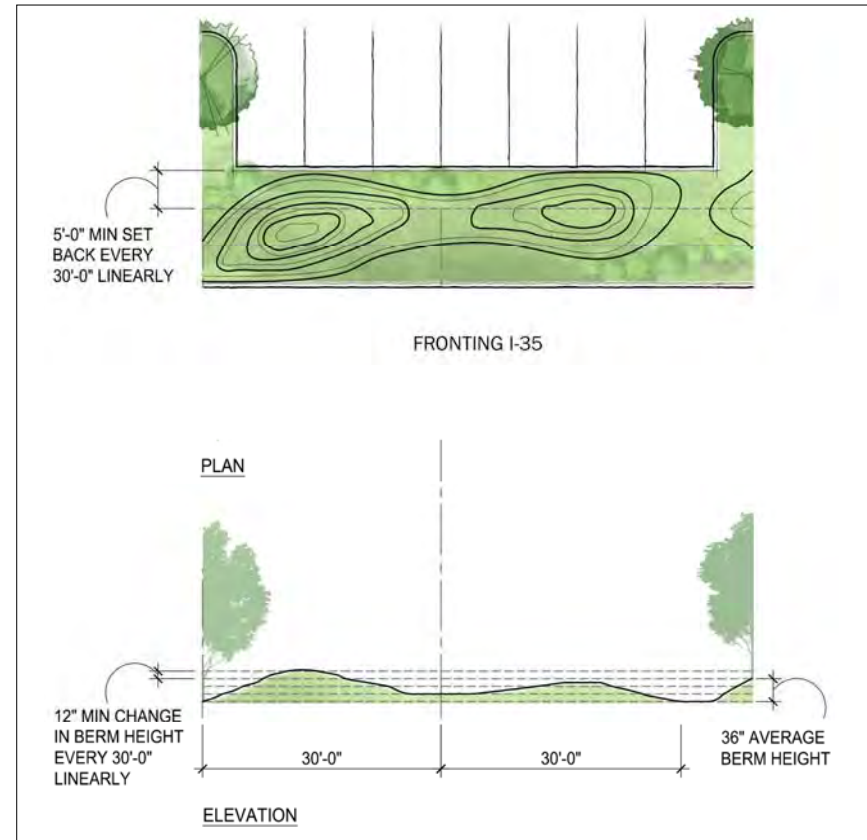 5'-0" MIN SET
BACK EVERY
30'-0" LINEARLY
FRONTING I-35
PLAN
12" MIN CHANGE
IN BERM HEIGHT
EVERY 30'-0"
LINEARLY
30'-0"
30'-0"
36" AVERAGE
BERM HEIGHT
ELEVATION